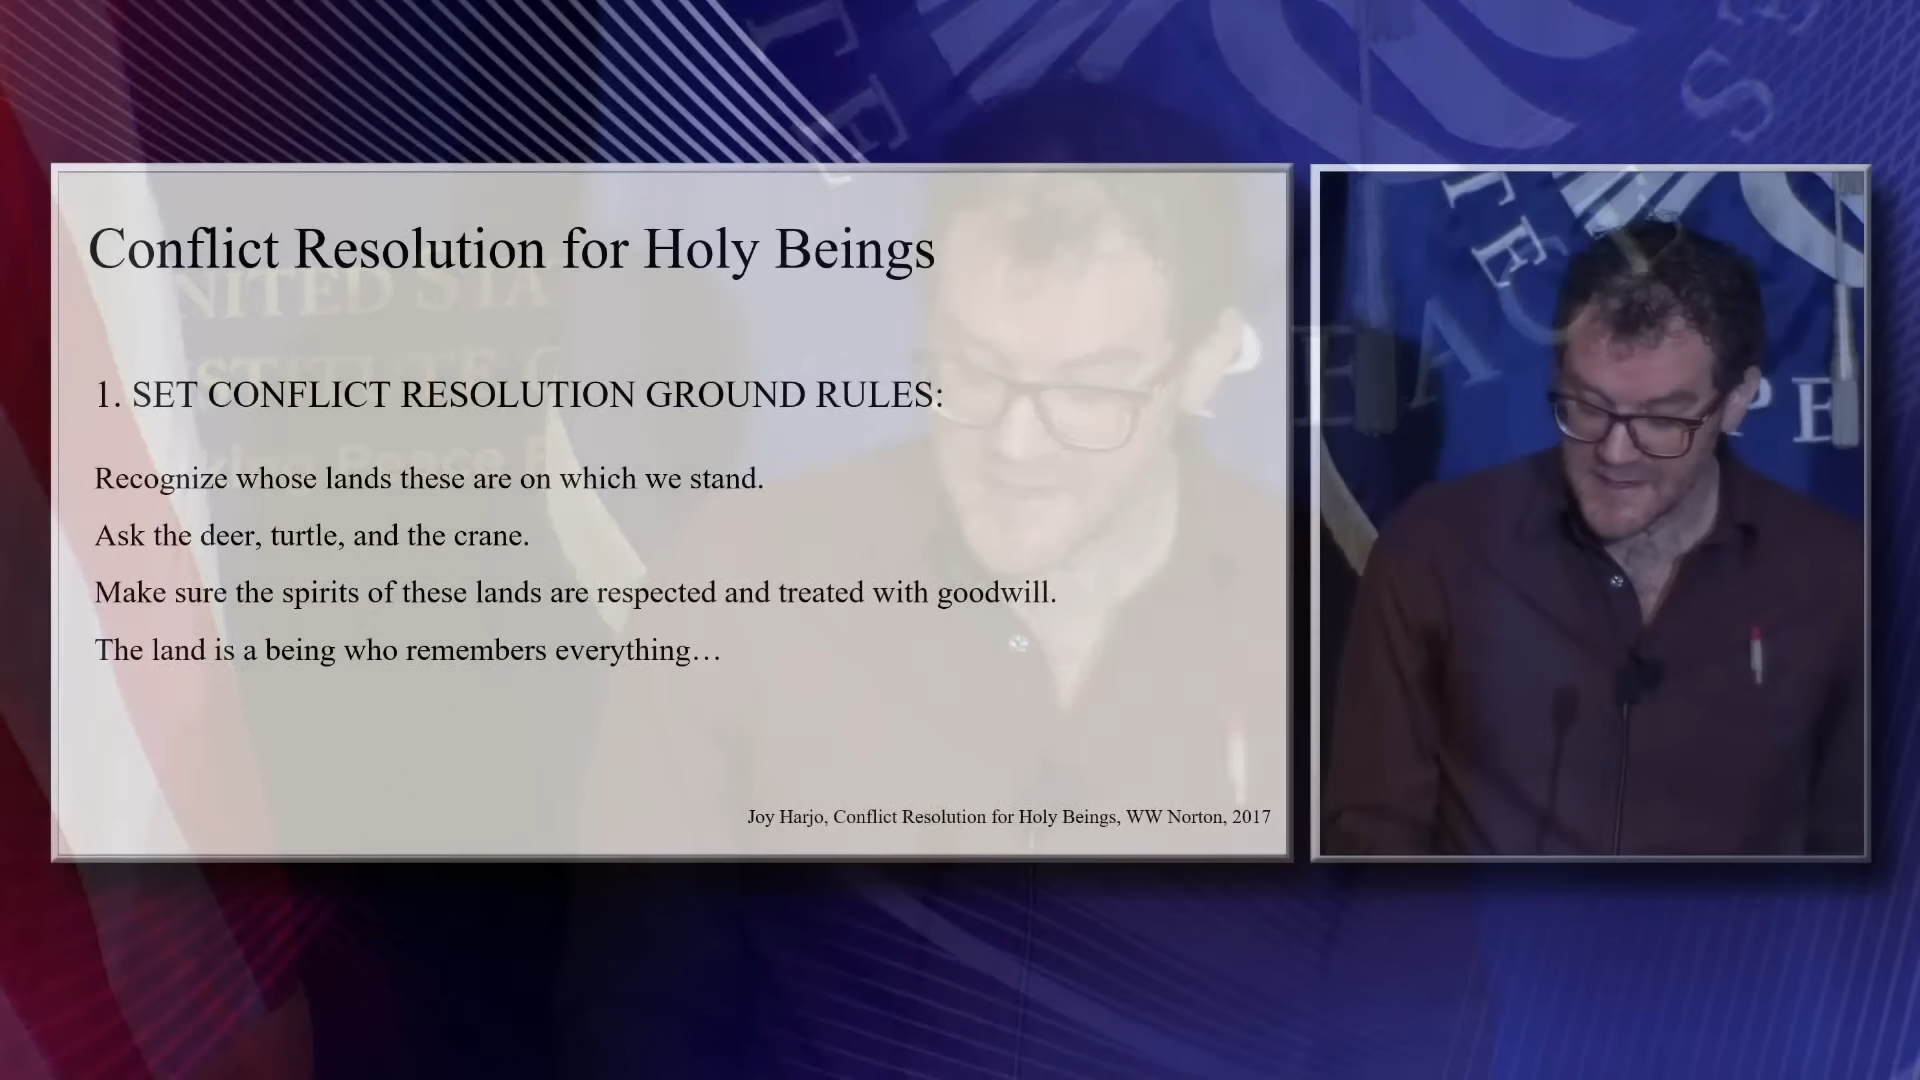 Conflict Resolution for Holy Beings
1. SET CONFLICT RESOLUTION GROUND RULES:
Recognize whose lands these are on which we stand.
Ask the deer, turtle, and the crane.
Make sure the spirits of these lands are respected and treated with goodwill.
The land is a being who remembers everything…
Joy Harjo, Conflict Resolution for Holy Beings, WW Norton, 2017